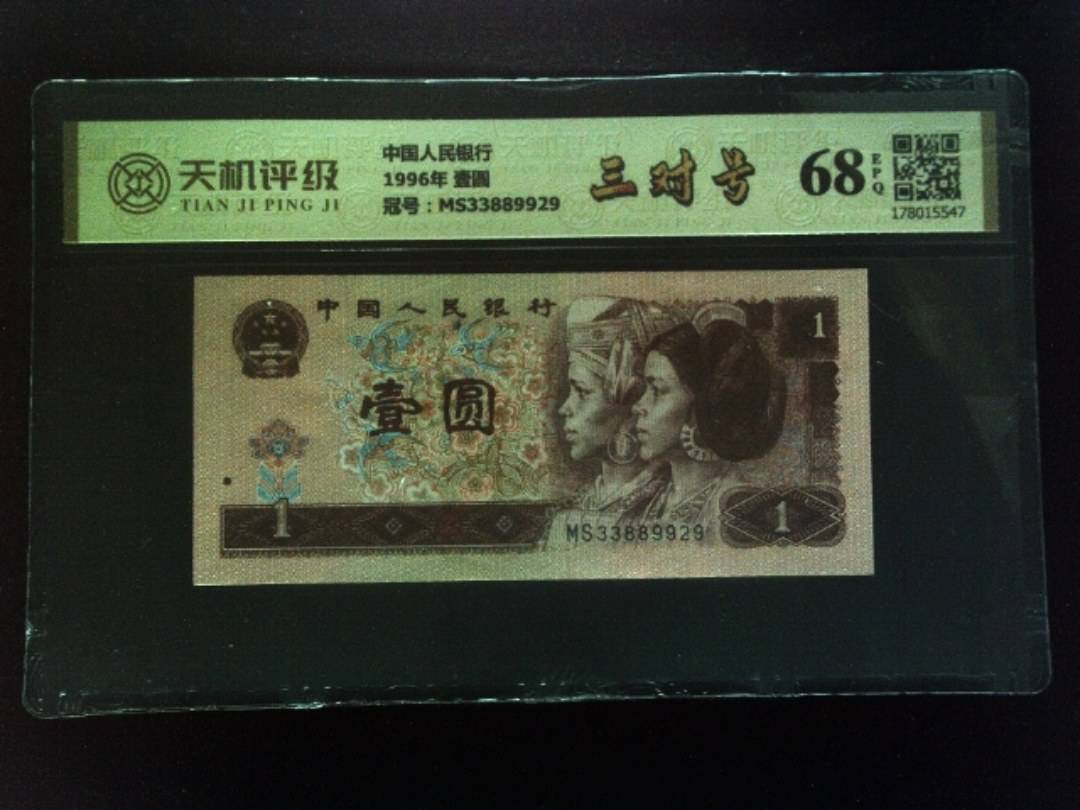 天机评级
TIAN JI PING JI
中国人民银行
1996年 壹圆
冠号：MS33889929
三对号
68
EPQ
178015547
中国人民银行
壹圆
1
1
1
MS33889929